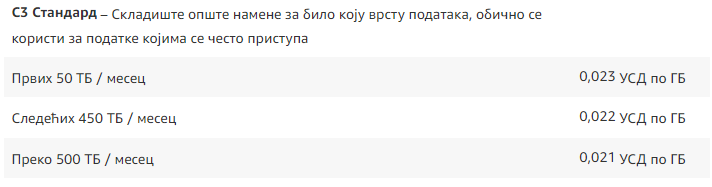 С3 Стандард – Складиште опште намене за било коју врсту података, обично се
користи за податке којима се често приступа
Првих 50 ТБ / месец 0,023 УСД по ГБ
Следећих 450 ТБ / месец 0,022 УСД по ГБ
Преко 500 ТБ / месец 0,021 УСД по ГБ